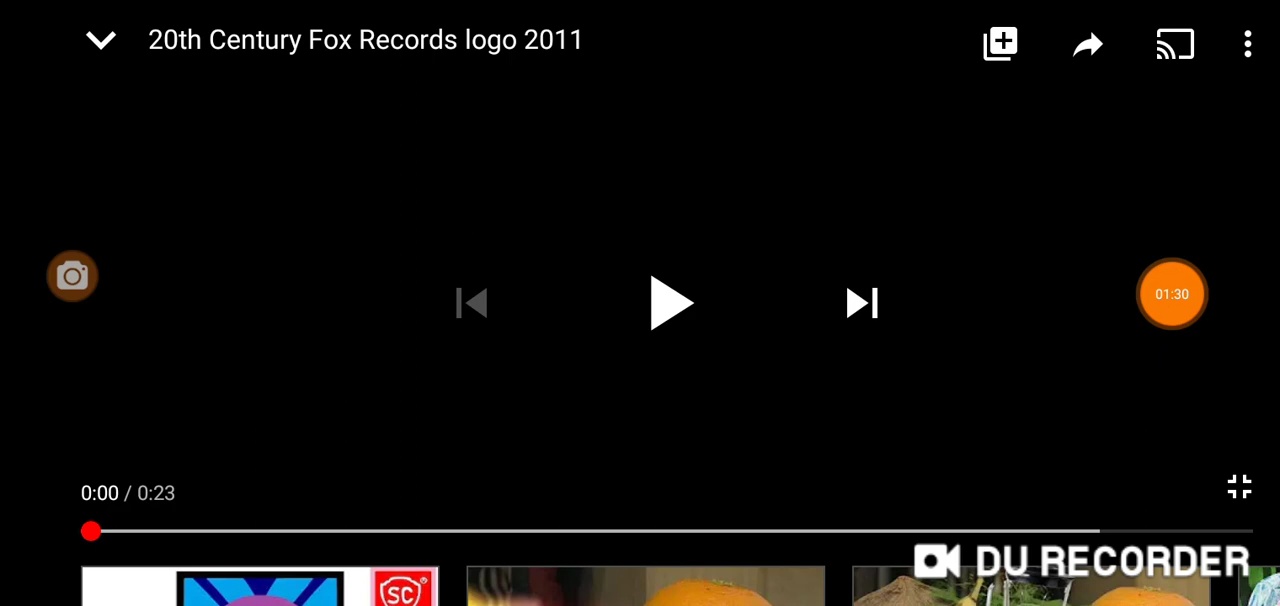 20th Century Fox Records logo 2011
01:30
0:00 / 0:23
DU RECORDER
SC